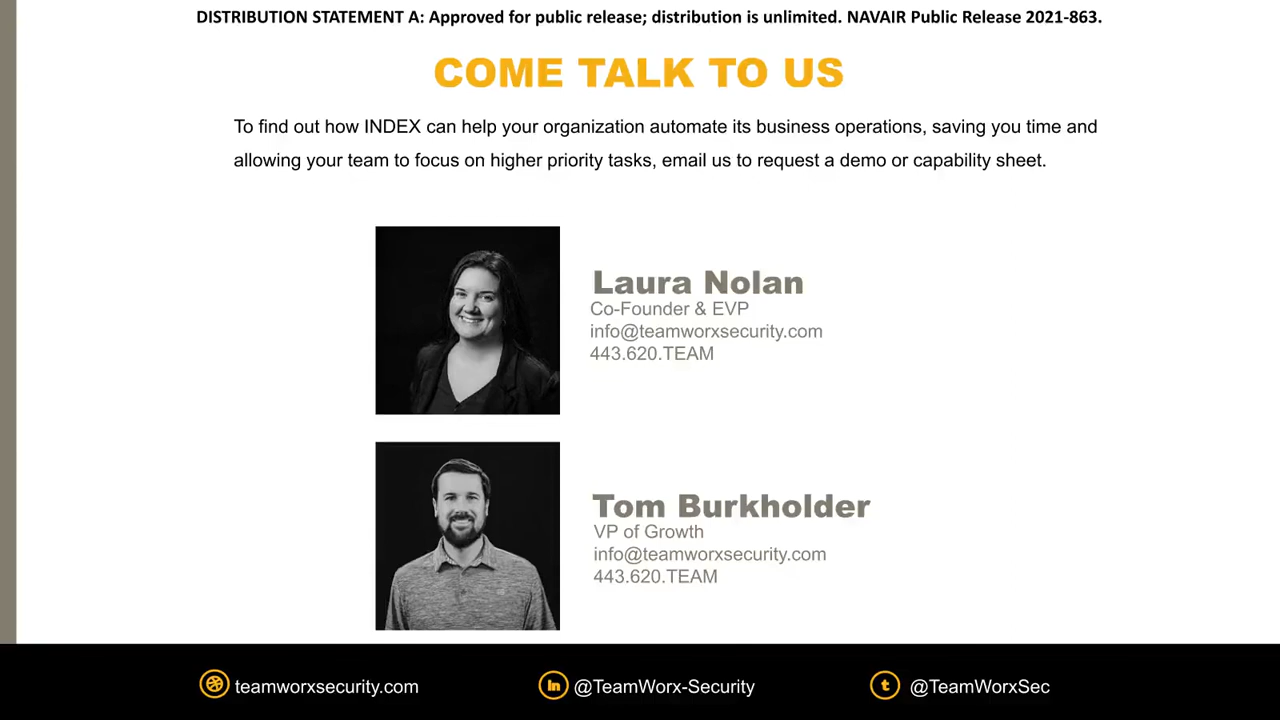 DISTRIBUTION STATEMENT A: Approved for public release; distribution is unlimited. NAVAIR Public Release 2021-863.
COME TALK TO US
To find out how INDEX can help your organization automate its business operations, saving you time and
allowing your team to focus on higher priority tasks, email us to request a demo or capability sheet.
Laura Nolan
Co-Founder & EVP
info@teamworxsecurity.com
443.620.TEAM
Tom Burkholder
VP of Growth
info@teamworxsecurity.com
443.620.TEAM
teamworxsecurity.com
in @TeamWorx-Security
t @TeamWorxSec